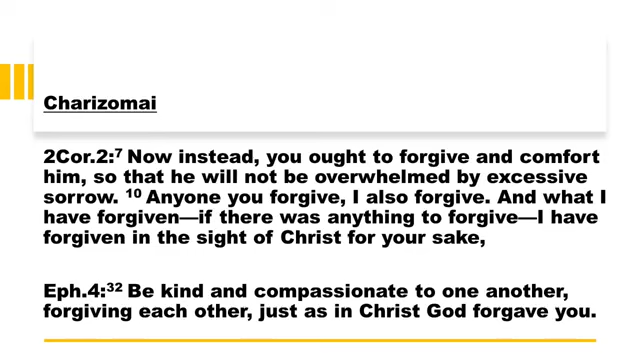 Charizomai
2Cor.2:⁷ Now instead, you ought to forgive and comfort
him, so that he will not be overwhelmed by excessive
sorrow. ¹⁰ Anyone you forgive, I also forgive. And what I
have forgiven—if there was anything to forgive—I have
forgiven in the sight of Christ for your sake,
Eph.4:³² Be kind and compassionate to one another,
forgiving each other, just as in Christ God forgave you.